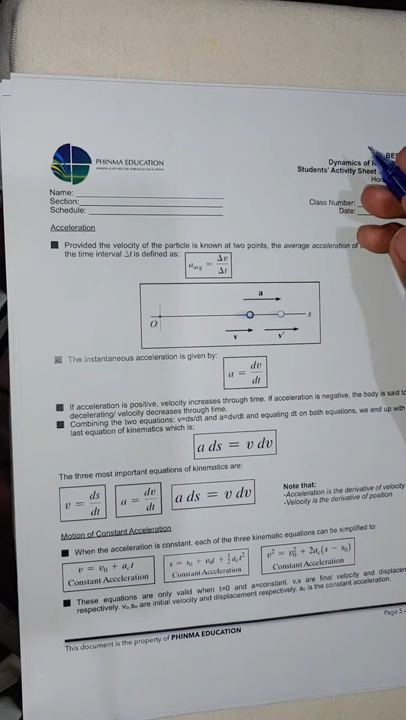 PHINMA EDUCATION
BES
Dynamics of R
Students' Activity Sheet
Name:
Section:
Schedule:
Class Number:
Date:
Acceleration
Provided the velocity of the particle is known at two points, the average acceleration of
the time interval Δt is defined as:
a_avg = Δv / Δt
a
O
s
v v'
The instantaneous acceleration is given by:
a = dv / dt
If acceleration is positive, velocity increases through time. If acceleration is negative, the body is said to
decelerating/ velocity decreases through time.
Combining the two equations: v=ds/dt and a=dv/dt and equating dt on both equations, we end up with
last equation of kinematics which is:
a ds = v dv
The three most important equations of kinematics are:
v = ds / dt a = dv / dt a ds = v dv
Note that:
-Acceleration is the derivative of velocity
-Velocity is the derivative of position
Motion of Constant Acceleration
When the acceleration is constant, each of the three kinematic equations can be simplified to:
v = v₀ + a_c t
Constant Acceleration
s = s₀ + v₀t + ½a_c t²
Constant Acceleration
v² = v₀² + 2a_c(s − s₀)
Constant Acceleration
These equations are only valid when t=0 and a=constant. v,s are final velocity and displacem
respectively. v₀,s₀ are initial velocity and displacement respectively. a_c is the constant acceleration.
Page 5
This document is the property of PHINMA EDUCATION